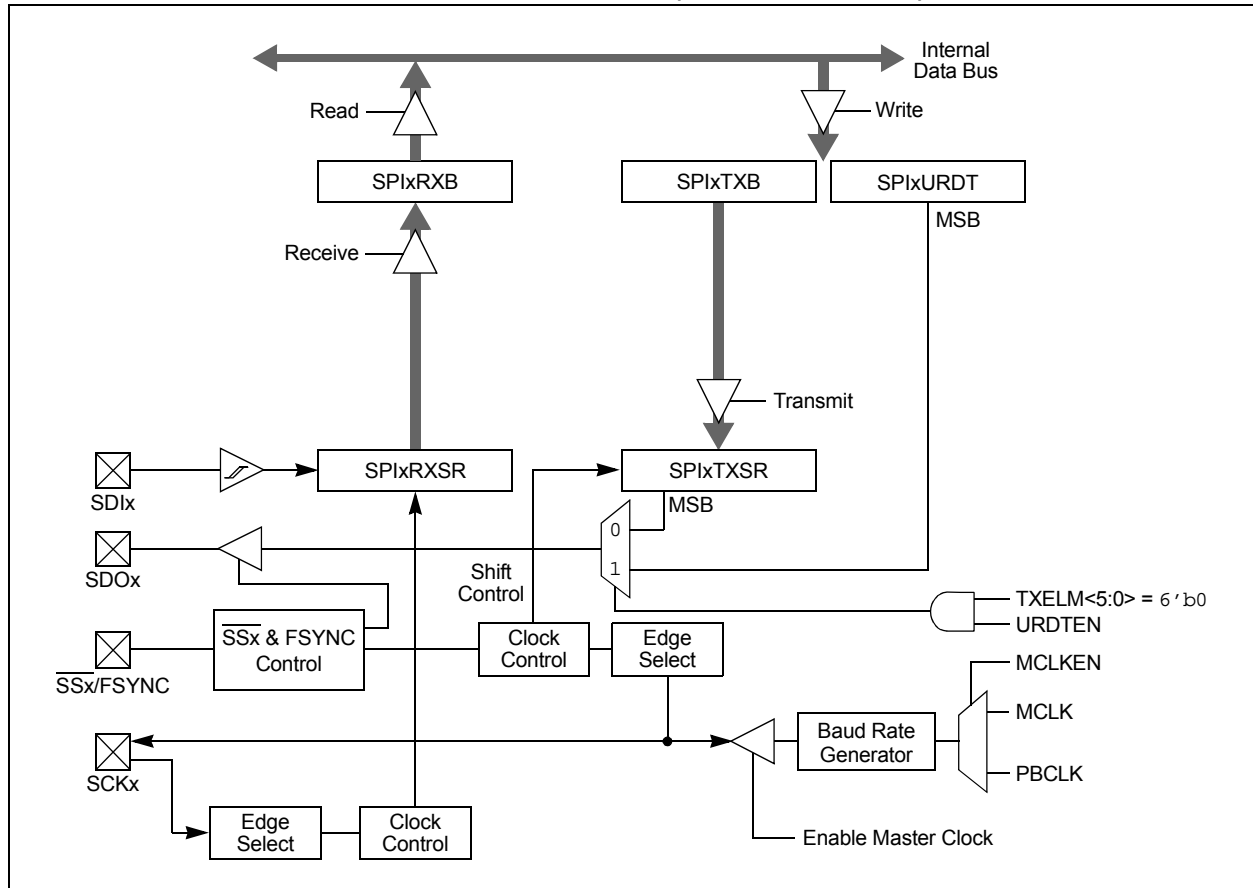 Internal
Data Bus
Read
Write
SPIxRXB
SPIxTXB
SPIxURDT
MSB
Receive
Transmit
SPIxRXSR
SPIxTXSR
SDIx
MSB
0
SDOx
1
Shift
Control
TXELM<5:0> = 6'b0
URDTEN
SSx & FSYNC
Control
Clock
Control
Edge
Select
SSx/FSYNC
MCLKEN
MCLK
Baud Rate
Generator
PBCLK
SCKx
Edge
Select
Clock
Control
Enable Master Clock